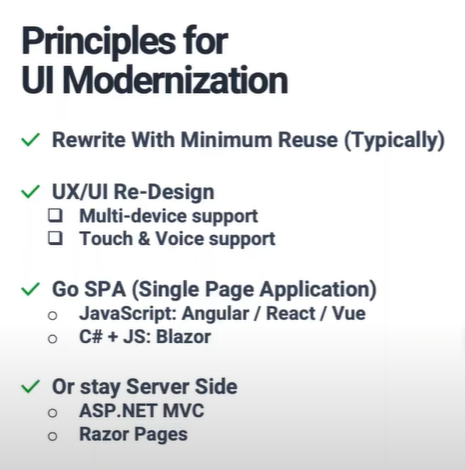 Principles for
UI Modernization
Rewrite With Minimum Reuse (Typically)
UX/UI Re-Design
Multi-device support
Touch & Voice support
Go SPA (Single Page Application)
JavaScript: Angular / React / Vue
C# + JS: Blazor
Or stay Server Side
ASP.NET MVC
Razor Pages